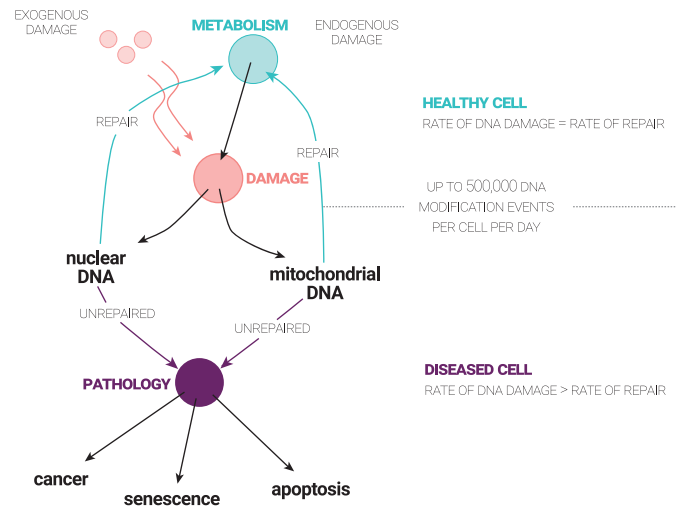 EXOGENOUS
DAMAGE
METABOLISM
ENDOGENOUS
DAMAGE
HEALTHY CELL
RATE OF DNA DAMAGE = RATE OF REPAIR
REPAIR
REPAIR
DAMAGE
UP TO 500,000 DNA
MODIFICATION EVENTS
PER CELL PER DAY
nuclear
DNA
mitochondrial
DNA
UNREPAIRED
UNREPAIRED
PATHOLOGY
DISEASED CELL
RATE OF DNA DAMAGE > RATE OF REPAIR
cancer
senescence
apoptosis